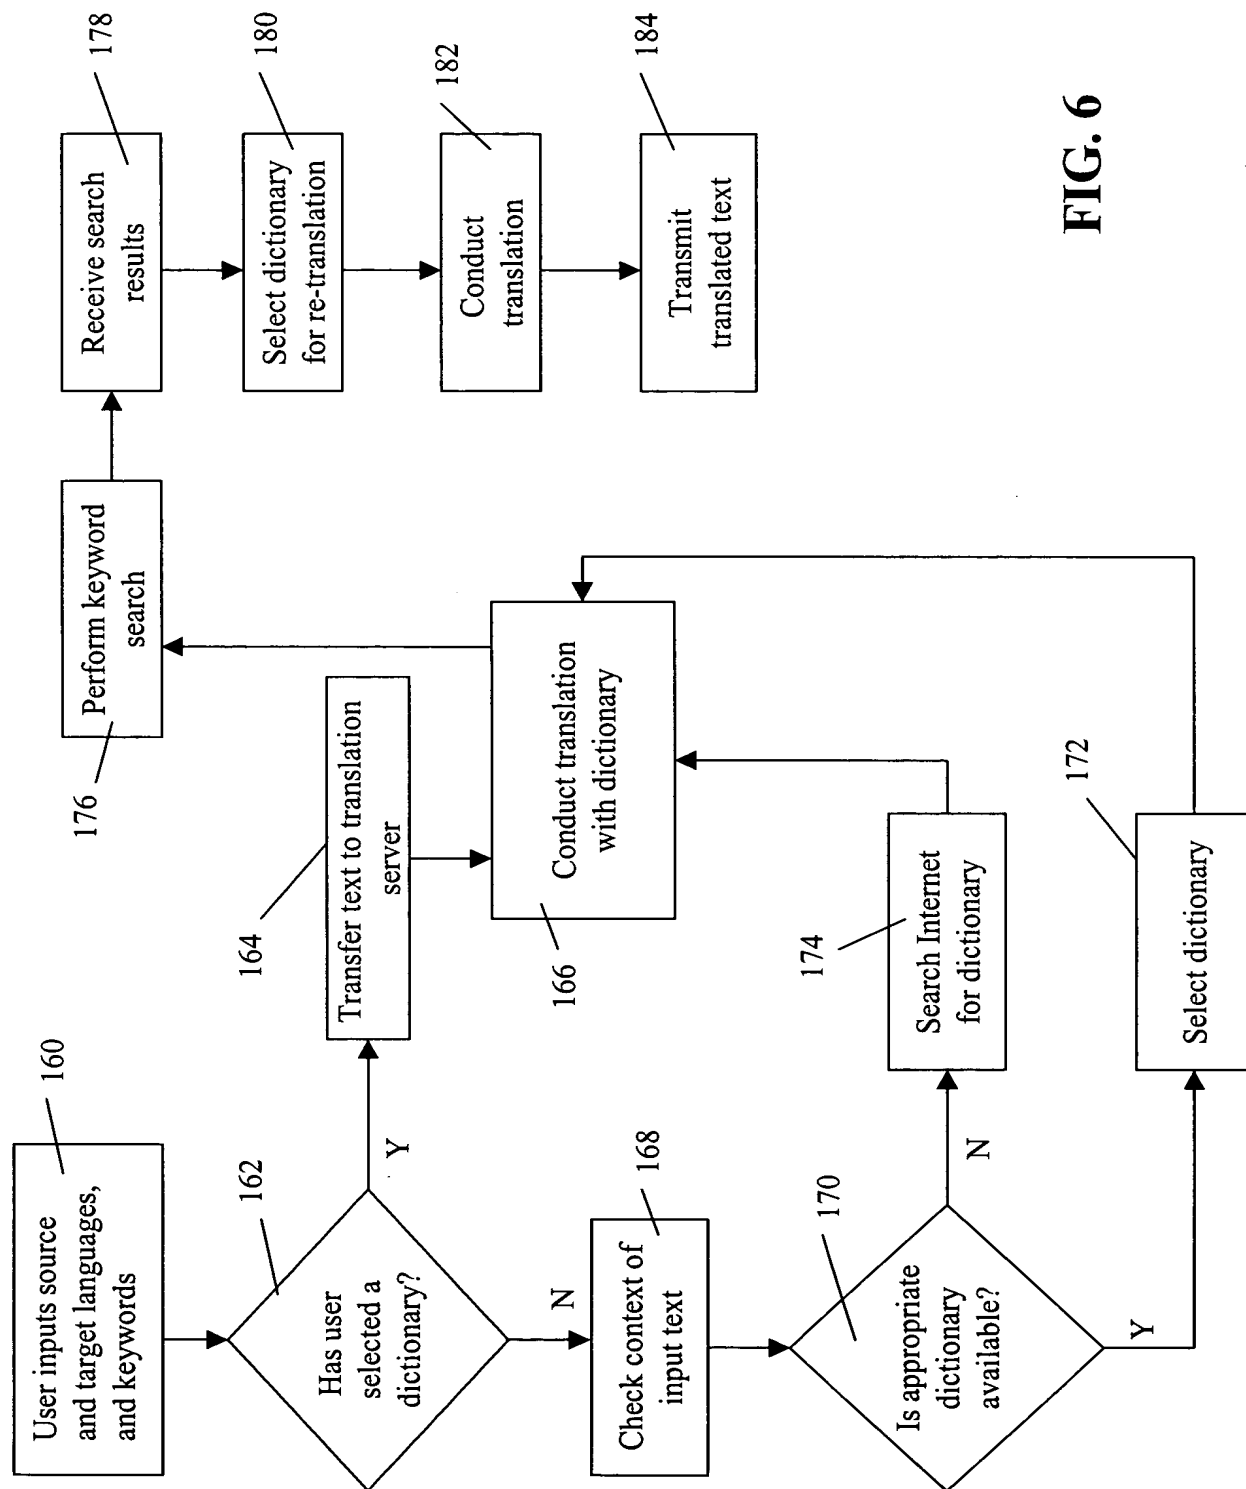 160
User inputs source
and target languages,
and keywords
162
Has user
selected a
dictionary?
Y
N
164
Transfer text to translation
server
166
Conduct translation
with dictionary
168
Check context of
input text
170
Is appropriate
dictionary
available?
N
Y
174
Search Internet
for dictionary
172
Select dictionary
176
Perform keyword
search
178
Receive search
results
180
Select dictionary
for re-translation
182
Conduct
translation
184
Transmit
translated text
FIG. 6